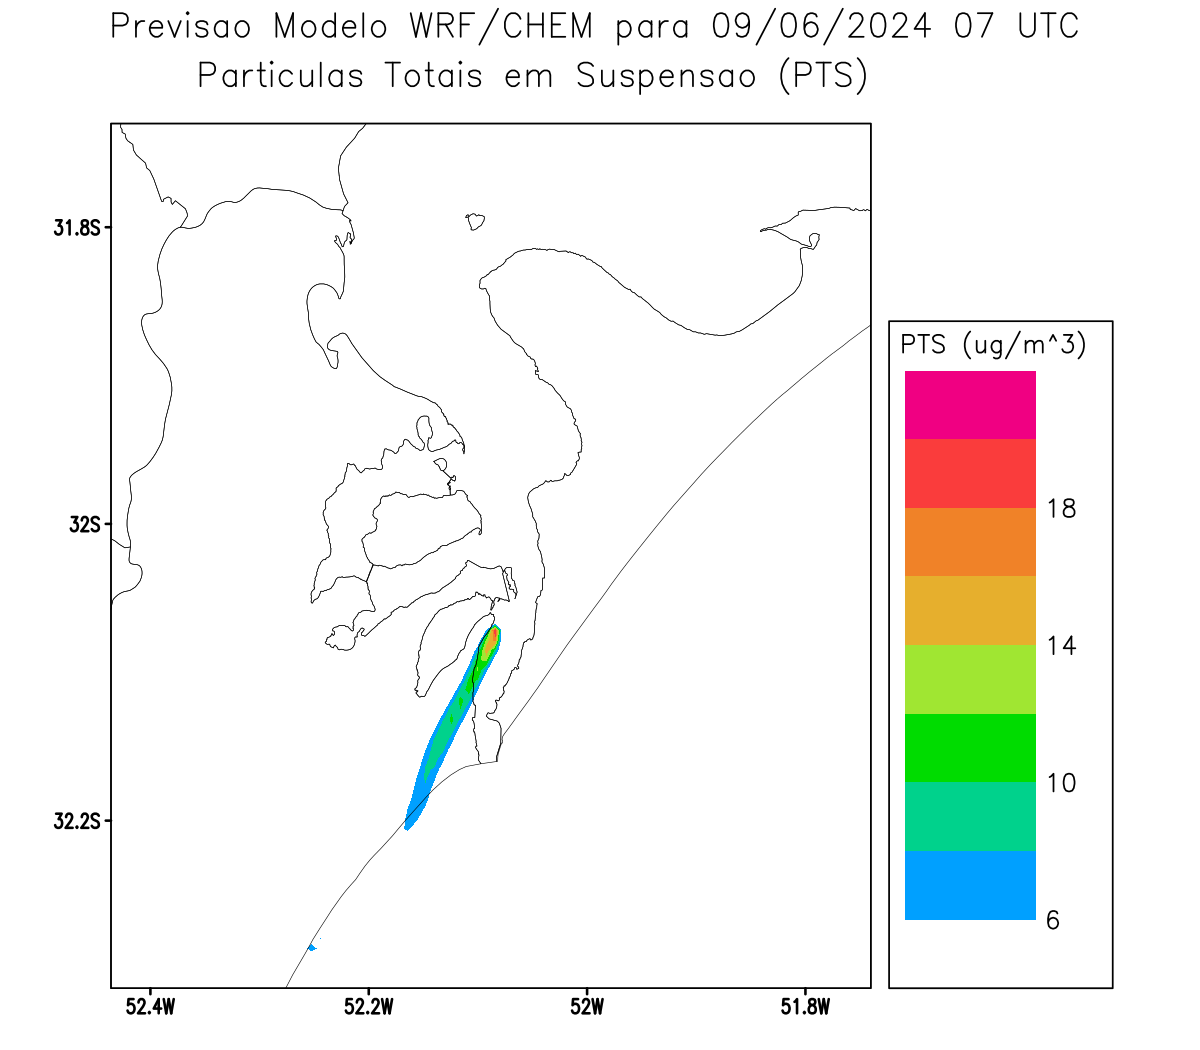 Previsao Modelo WRF/CHEM para 09/06/2024 07 UTC
Particulas Totais em Suspensao (PTS)
31.8S
32S
32.2S
52.4W
52.2W
52W
51.8W
PTS (ug/m^3)
18
14
10
6